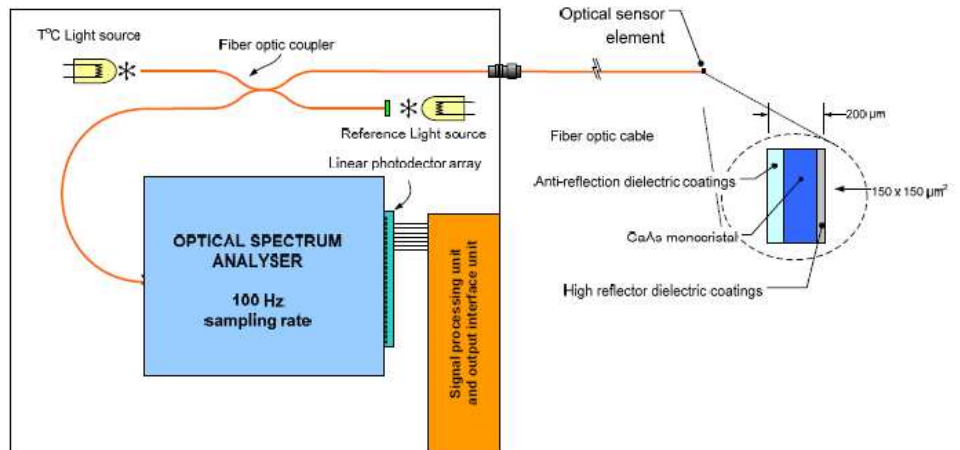 T°C Light source
Fiber optic coupler
Reference Light source
Linear photodector array
OPTICAL SPECTRUM
ANALYSER
100 Hz
sampling rate
Signal processing unit
and output interface unit
Optical sensor
element
200 µm
Fiber optic cable
Anti-reflection dielectric coatings
150 x 150 µm²
GaAs monocristal
High reflector dielectric coatings